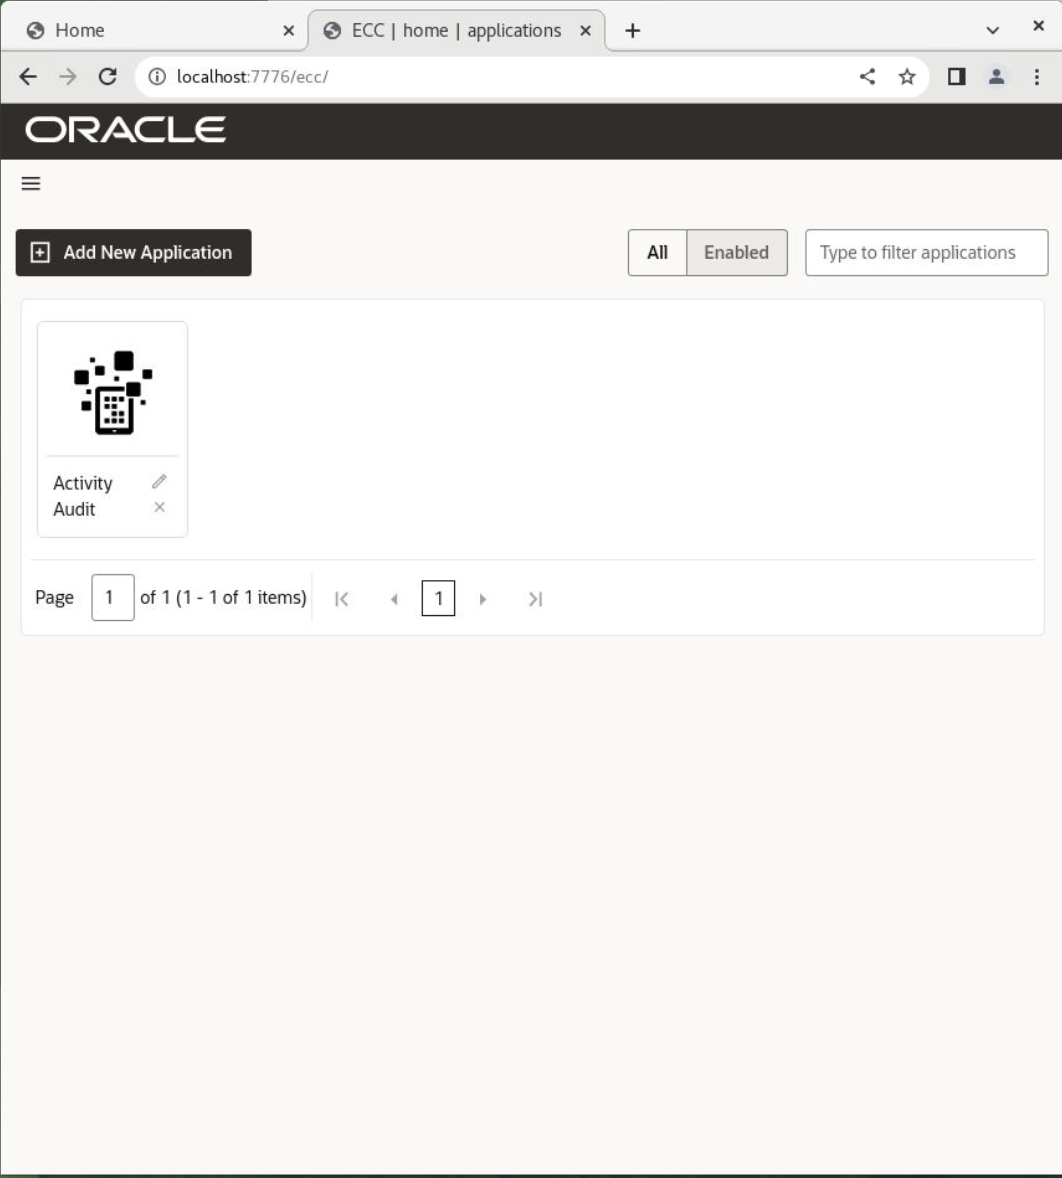 Home
ECC | home | applications
localhost:7776/ecc/
ORACLE
Add New Application
All
Enabled
Type to filter applications
Activity
Audit
Page 1 of 1 (1 - 1 of 1 items) 1